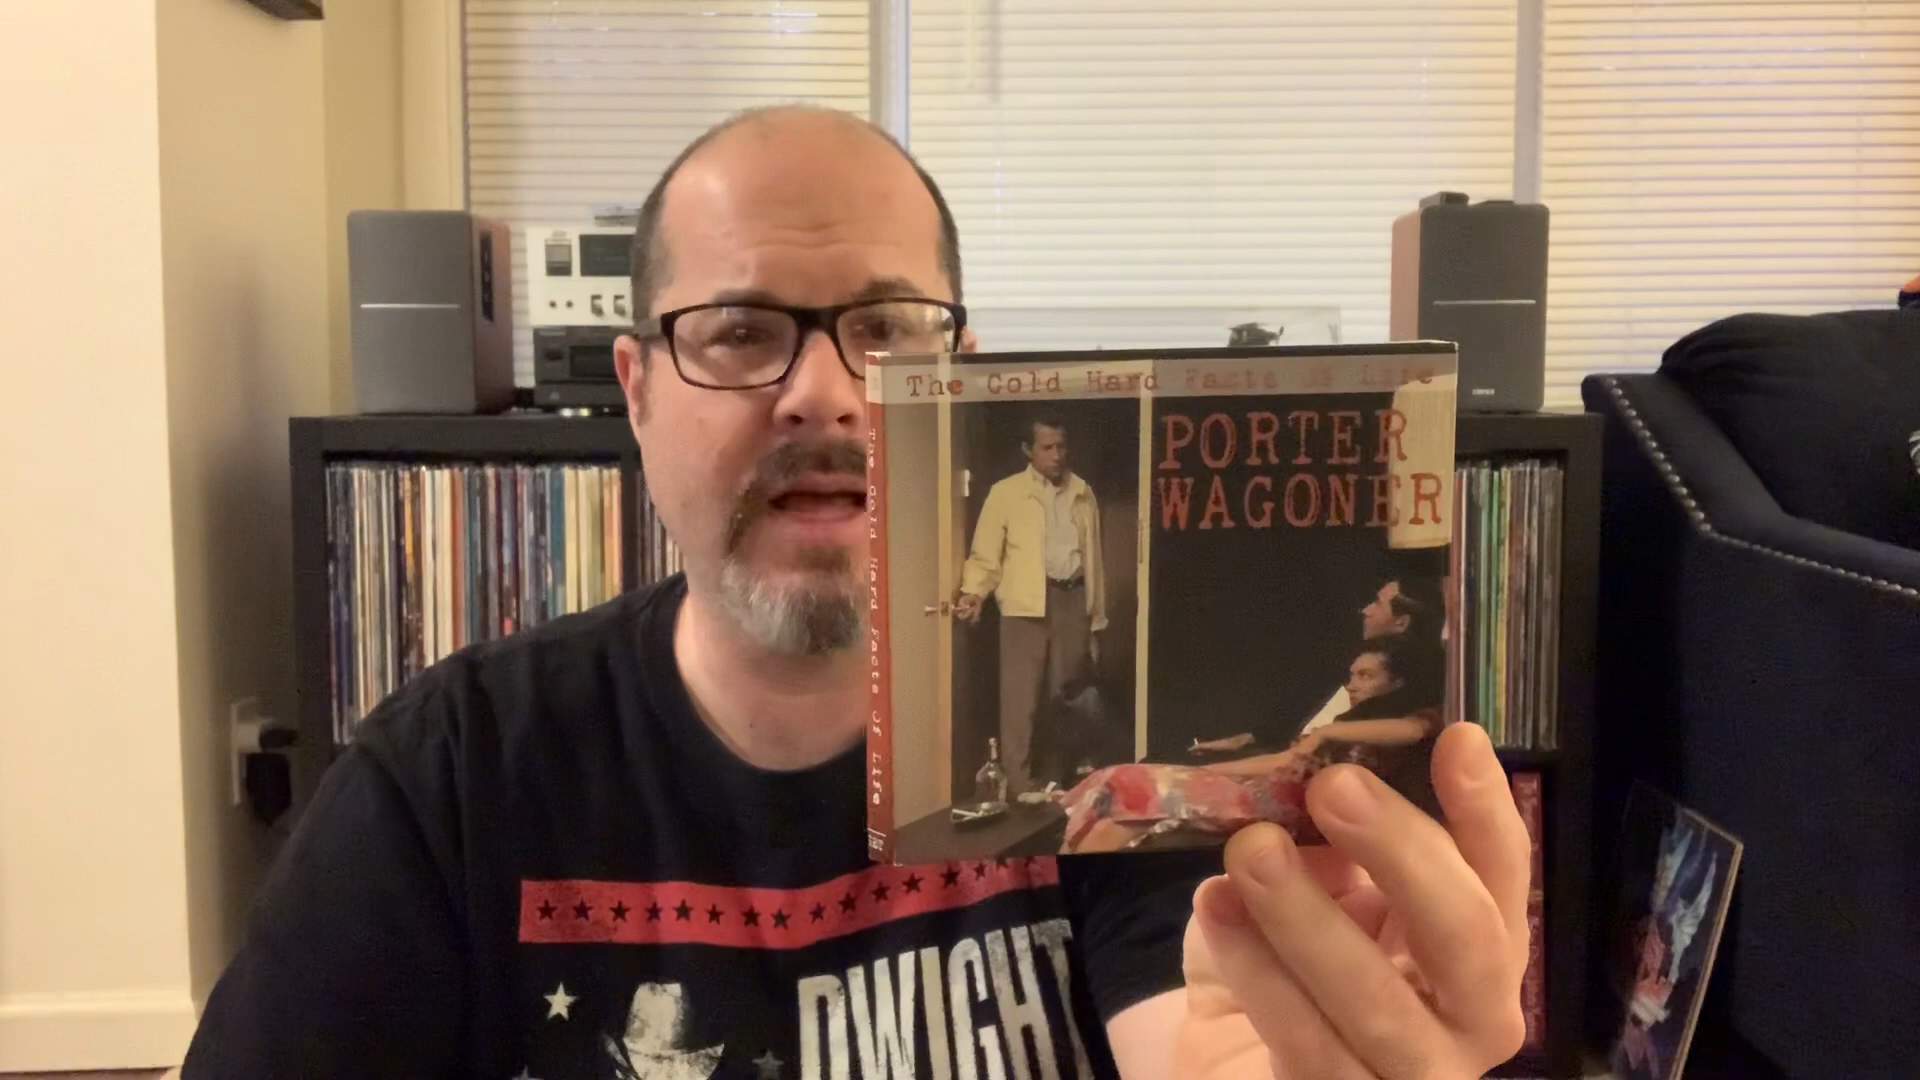 The Cold Hard Facts Of Life
PORTER
WAGONER
The Cold Hard Facts Of Life
DWIGHT